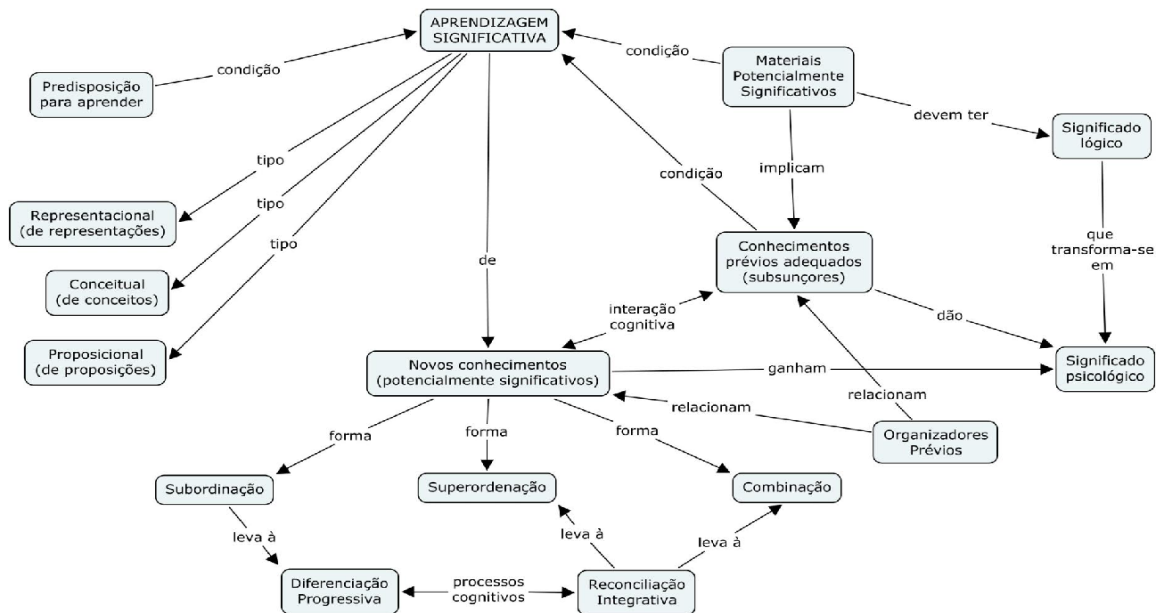 APRENDIZAGEM
SIGNIFICATIVA
condição
condição
Materiais
Potencialmente
Significativos
Predisposição
para aprender
devem ter
Significado
lógico
tipo
implicam
condição
tipo
Representacional
(de representações)
tipo
Conhecimentos
prévios adequados
(subsunçores)
que
transforma-se
em
de
Conceitual
(de conceitos)
interação
cognitiva
dão
Proposicional
(de proposições)
Novos conhecimentos
(potencialmente significativos)
ganham
Significado
psicológico
relacionam
relacionam
forma
forma
forma
Organizadores
Prévios
Subordinação
Superordenação
Combinação
leva à
leva à
leva à
Diferenciação
Progressiva
processos
cognitivos
Reconciliação
Integrativa